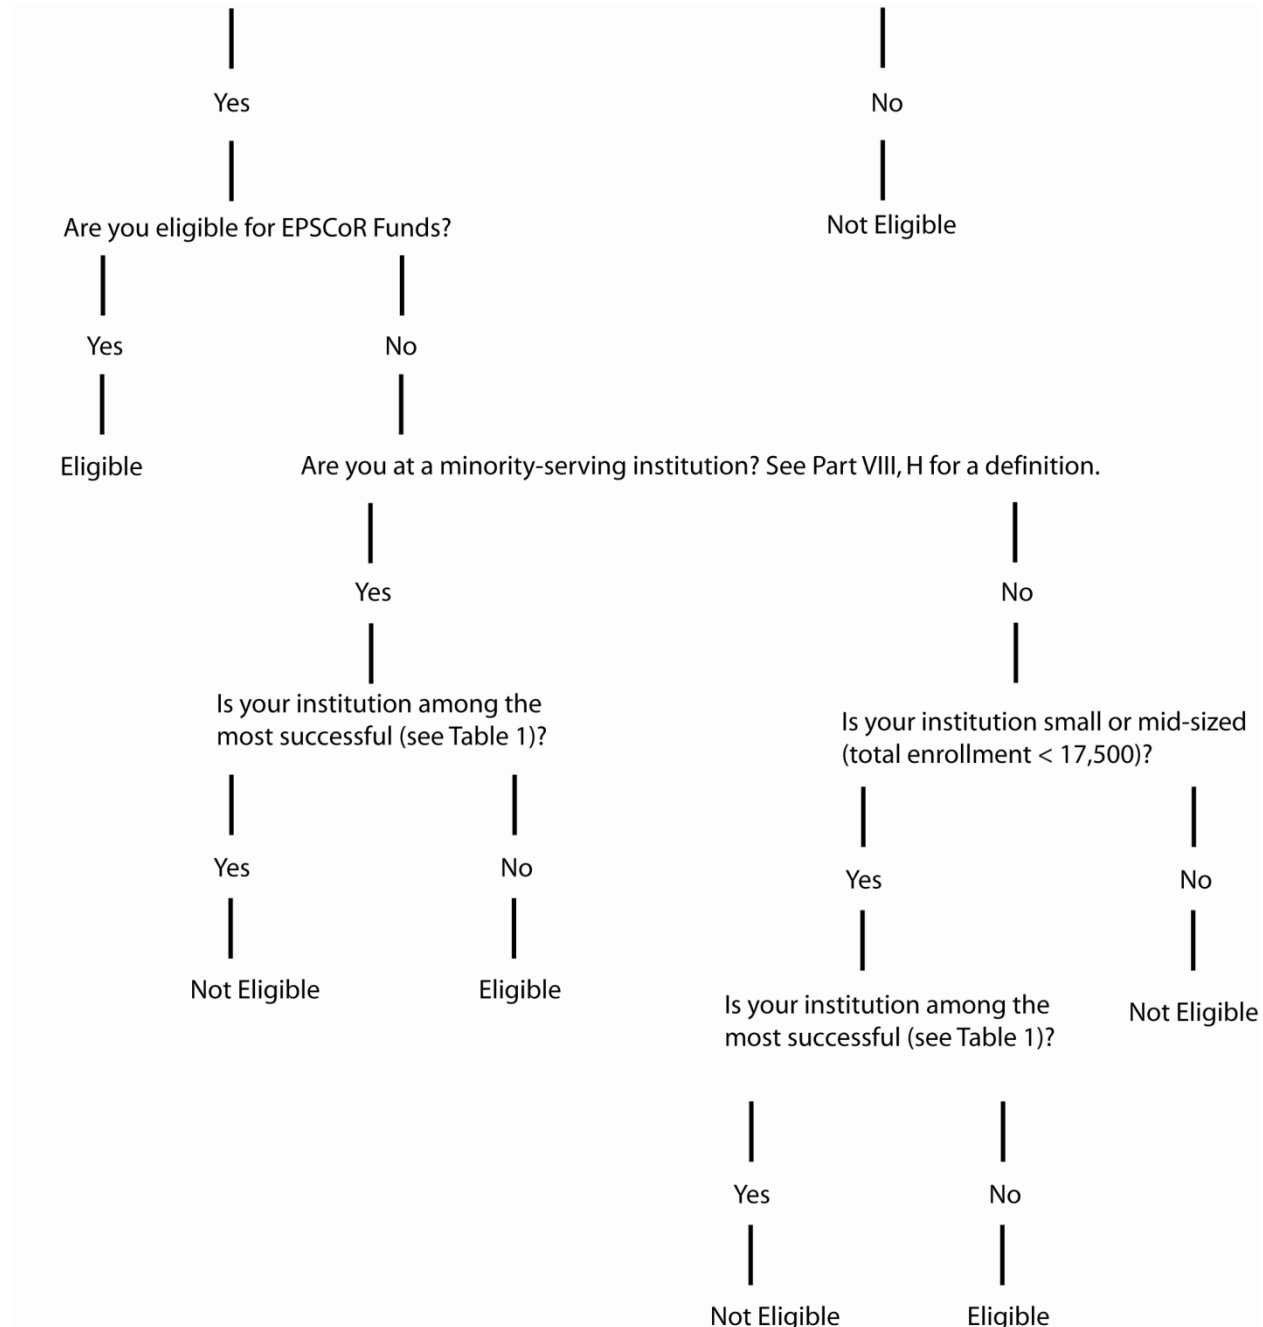 Yes
No
Are you eligible for EPSCoR Funds?
Not Eligible
Yes
No
Eligible
Are you at a minority-serving institution? See Part VIII, H for a definition.
Yes
No
Is your institution among the
most successful (see Table 1)?
Is your institution small or mid-sized
(total enrollment < 17,500)?
Yes
No
Yes
No
Not Eligible
Eligible
Is your institution among the
most successful (see Table 1)?
Not Eligible
Yes
No
Not Eligible
Eligible